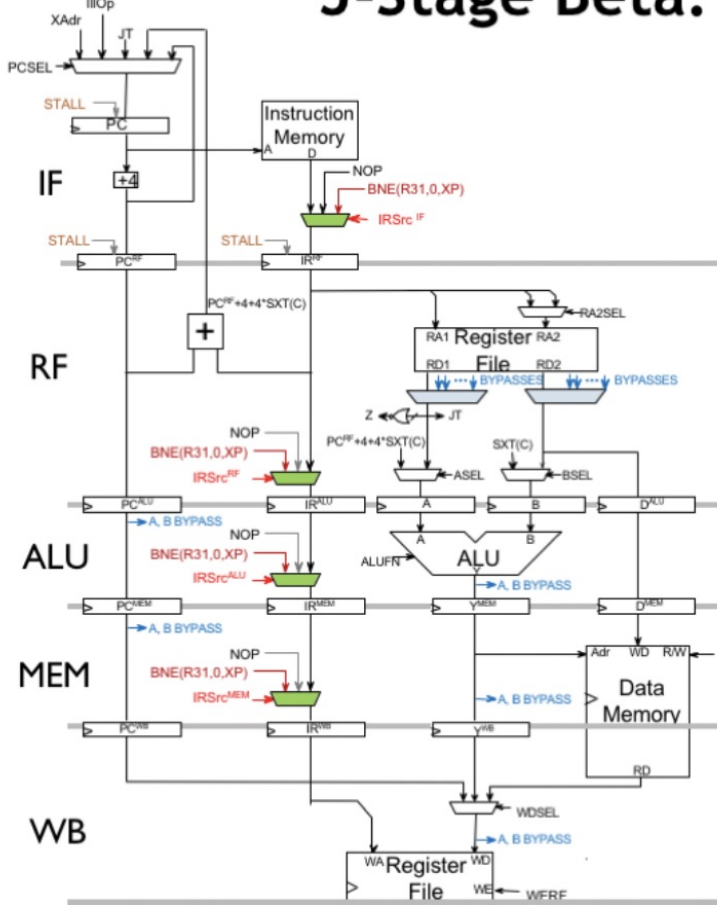 5-Stage Beta:
IllOp
XAdr
JT
PCSEL
STALL
PC
Instruction
Memory
A
D
IF
+4
NOP
BNE(R31,0,XP)
IRSrc IF
STALL
STALL
PCRF
IRRF
PCRF+4+4*SXT(C)
+
RA2SEL
RA1 Register RA2
File
RD1 RD2
RF
BYPASSES
BYPASSES
Z
JT
NOP
PCRF+4+4*SXT(C)
SXT(C)
BNE(R31,0,XP)
IRSrcRF
ASEL
BSEL
PCALU
IRALU
A
B
DALU
A, B BYPASS
NOP
A
B
ALU
BNE(R31,0,XP)
ALUFN
ALU
Y
IRSrcALU
A, B BYPASS
PCMEM
IRMEM
YMEM
DMEM
A, B BYPASS
NOP
Adr WD R/W
MEM
BNE(R31,0,XP)
Data
Memory
IRSrcMEM
A, B BYPASS
PCWB
IRWB
YWB
RD
WDSEL
WB
A, B BYPASS
WA Register WD
File
WE
WERF